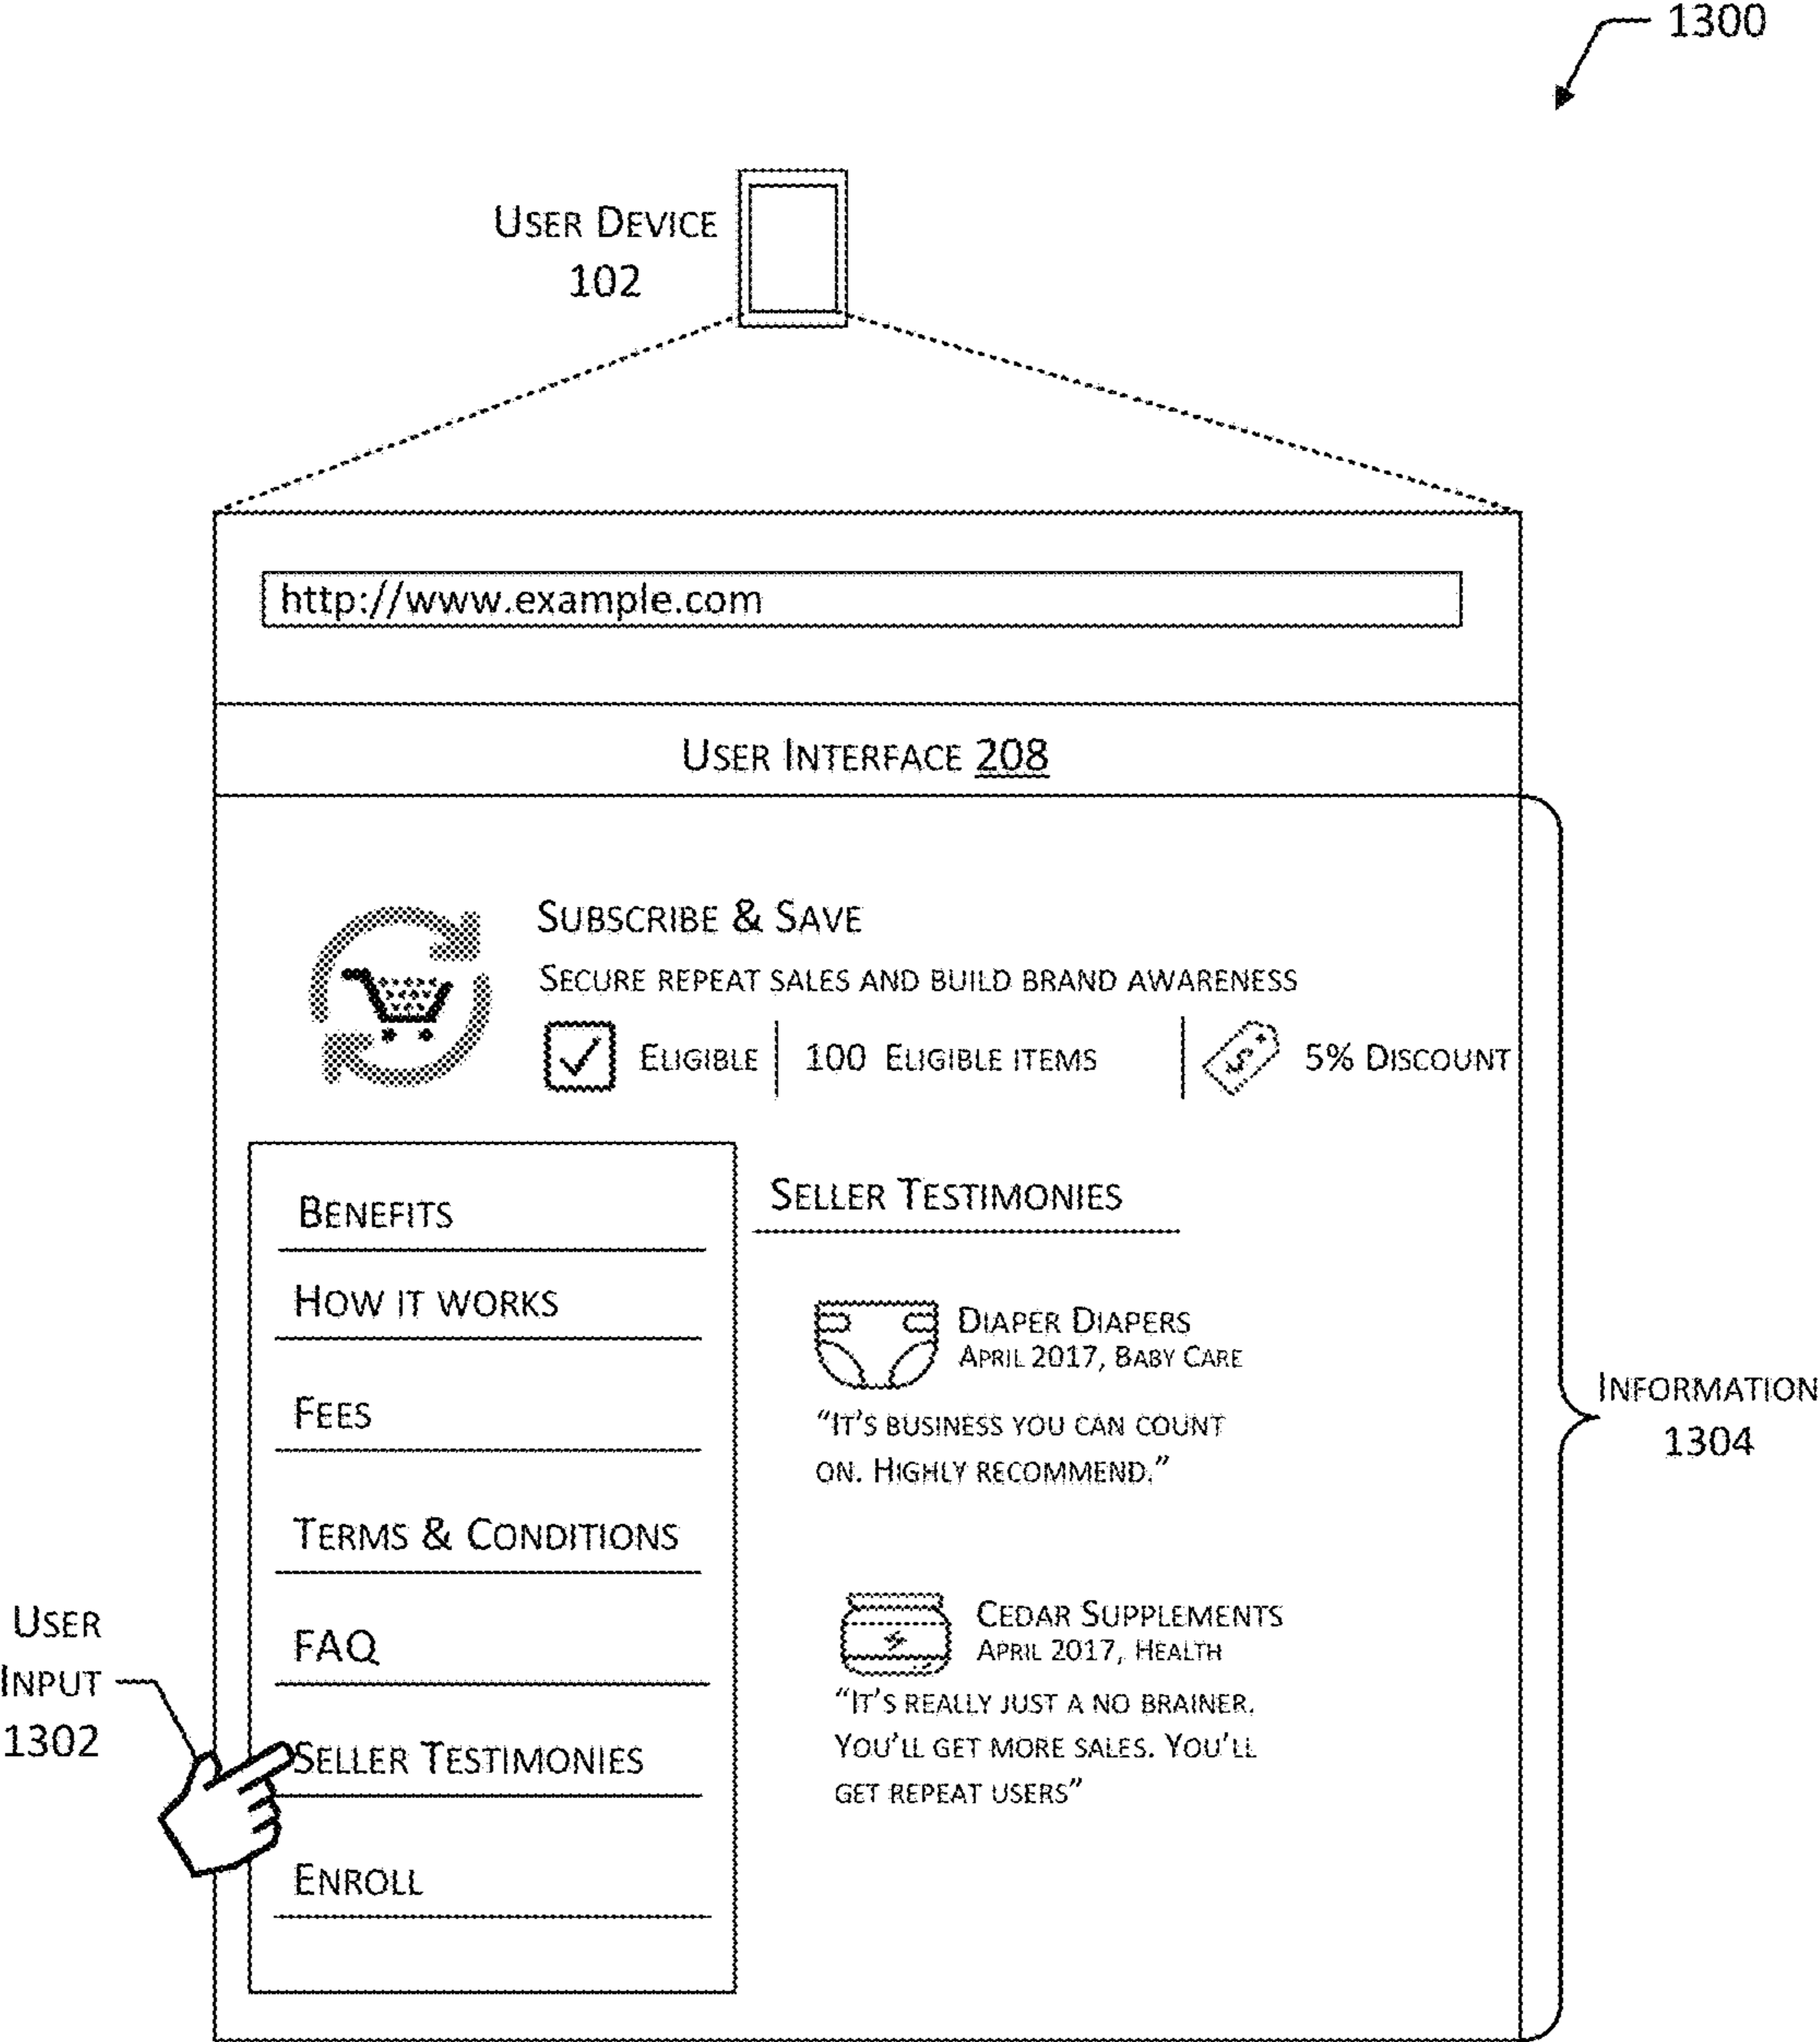 1300
USER DEVICE
102
http://www.example.com
USER INTERFACE 208
SUBSCRIBE & SAVE
SECURE REPEAT SALES AND BUILD BRAND AWARENESS
ELIGIBLE
100 ELIGIBLE ITEMS
5% DISCOUNT
BENEFITS
HOW IT WORKS
FEES
TERMS & CONDITIONS
FAQ
SELLER TESTIMONIES
ENROLL
SELLER TESTIMONIES
DIAPER DIAPERS
APRIL 2017, BABY CARE
“IT’S BUSINESS YOU CAN COUNT
ON. HIGHLY RECOMMEND.”
CEDAR SUPPLEMENTS
APRIL 2017, HEALTH
“IT’S REALLY JUST A NO BRAINER.
YOU’LL GET MORE SALES. YOU’LL
GET REPEAT USERS”
INFORMATION
1304
USER
INPUT
1302